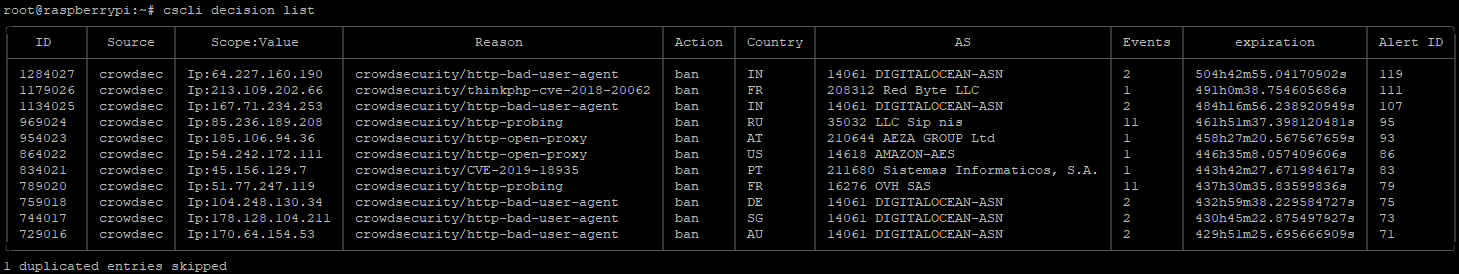 root@raspberrypi:~# cscli decision list
ID Source Scope:Value Reason Action Country AS Events expiration Alert ID
1284027 crowdsec Ip:64.227.160.190 crowdsecurity/http-bad-user-agent ban IN 14061 DIGITALOCEAN-ASN 2 504h42m55.04170902s 119
1179026 crowdsec Ip:213.109.202.66 crowdsecurity/thinkphp-cve-2018-20062 ban FR 208312 Red Byte LLC 1 491h0m38.754605686s 111
1134025 crowdsec Ip:167.71.234.253 crowdsecurity/http-bad-user-agent ban IN 14061 DIGITALOCEAN-ASN 2 484h16m56.238920949s 107
969024 crowdsec Ip:85.236.189.208 crowdsecurity/http-probing ban RU 35032 LLC Sip nis 11 461h51m37.398120481s 95
954023 crowdsec Ip:185.106.94.36 crowdsecurity/http-open-proxy ban AT 210644 AEZA GROUP Ltd 1 458h27m20.567567659s 93
864022 crowdsec Ip:54.242.172.111 crowdsecurity/http-open-proxy ban US 14618 AMAZON-AES 1 446h35m8.057409606s 86
834021 crowdsec Ip:45.156.129.7 crowdsecurity/CVE-2019-18935 ban PT 211680 Sistemas Informaticos, S.A. 1 443h42m27.671984617s 83
789020 crowdsec Ip:51.77.247.119 crowdsecurity/http-probing ban FR 16276 OVH SAS 11 437h30m35.83599836s 79
759018 crowdsec Ip:104.248.130.34 crowdsecurity/http-bad-user-agent ban DE 14061 DIGITALOCEAN-ASN 2 432h59m38.229584727s 75
744017 crowdsec Ip:178.128.104.211 crowdsecurity/http-bad-user-agent ban SG 14061 DIGITALOCEAN-ASN 2 430h45m22.875497927s 73
729016 crowdsec Ip:170.64.154.53 crowdsecurity/http-bad-user-agent ban AU 14061 DIGITALOCEAN-ASN 2 429h51m25.695666909s 71
1 duplicated entries skipped